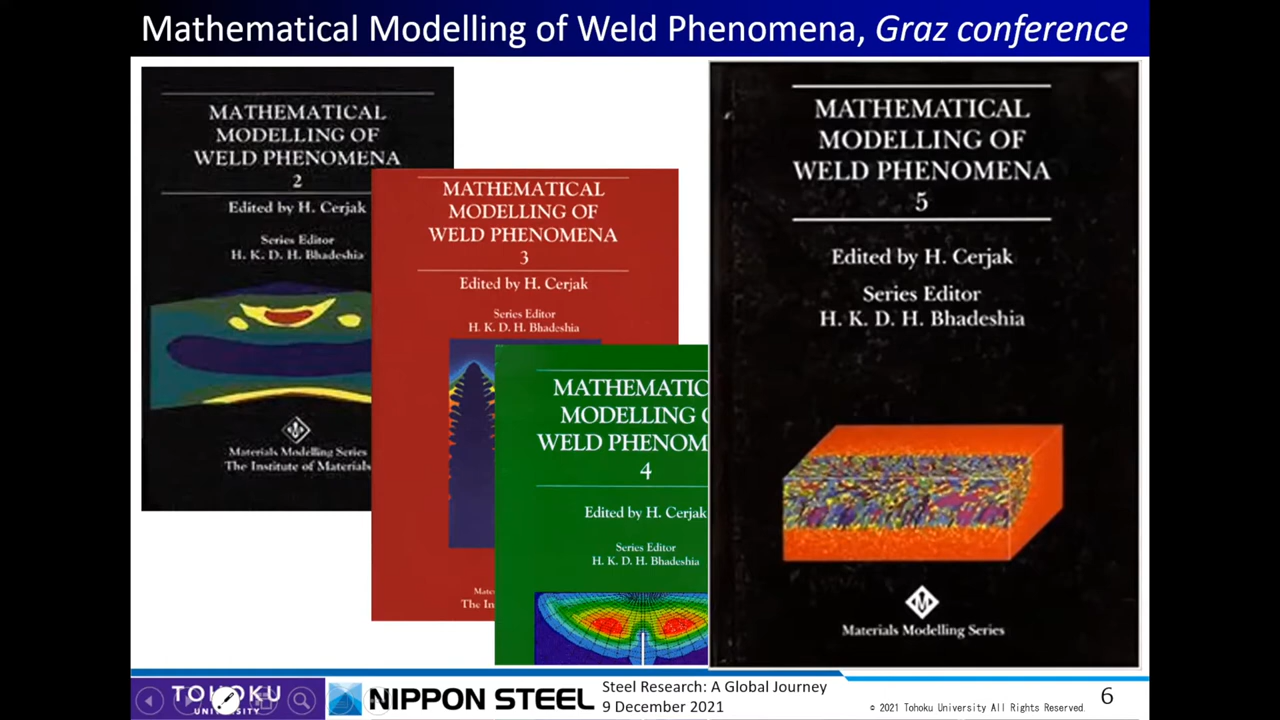 Mathematical Modelling of Weld Phenomena, Graz conference
MATHEMATICAL
MODELLING OF
WELD PHENOMENA
2
Edited by H. Cerjak
Series Editor
H. K. D. H. Bhadeshia
Materials Modelling Series
The Institute of Materials
MATHEMATICAL
MODELLING OF
WELD PHENOMENA
3
Edited by H. Cerjak
Series Editor
H. K. D. H. Bhadeshia
The In
MATHEMATIC
MODELLING
WELD PHENOM
4
Edited by H. Cerjak
Series Editor
H. K. D. H. Bhadeshia
MATHEMATICAL
MODELLING OF
WELD PHENOMENA
5
Edited by H. Cerjak
Series Editor
H. K. D. H. Bhadeshia
Materials Modelling Series
TOHOKU
NIPPON STEEL
Steel Research: A Global Journey
9 December 2021
© 2021 Tohoku University All Rights Reserved.
6